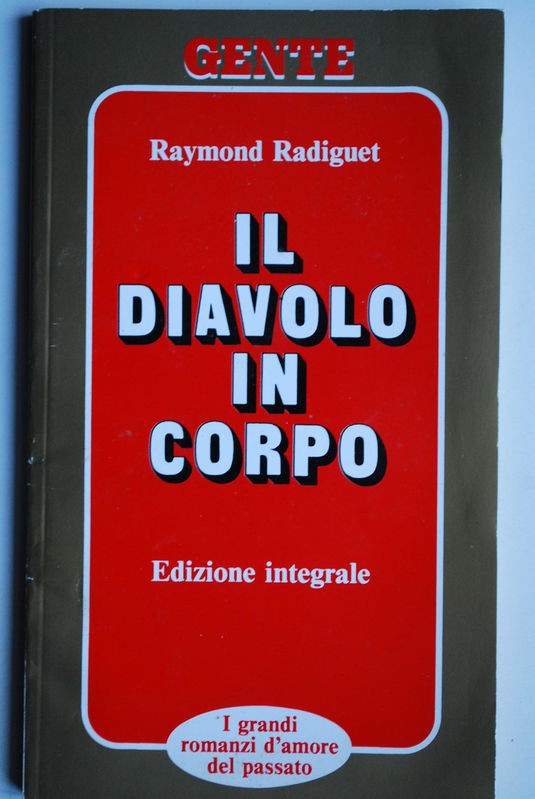 GENTE
Raymond Radiguet
IL
DIAVOLO
IN
CORPO
Edizione integrale
I grandi
romanzi d'amore
del passato